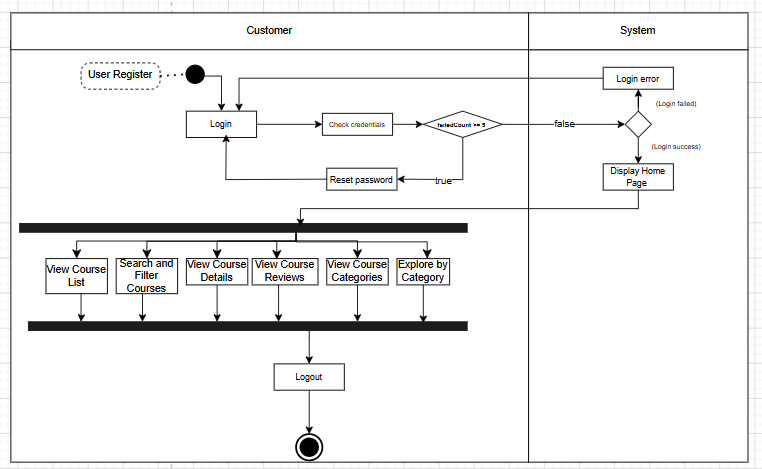 Customer
System
User Register
Login error
(Login failed)
Login
Check credentials
failedCount >= 5
false
(Login success)
Reset password
true
Display Home
Page
View Course
List
Search and
Filter
Courses
View Course
Details
View Course
Reviews
View Course
Categories
Explore by
Category
Logout